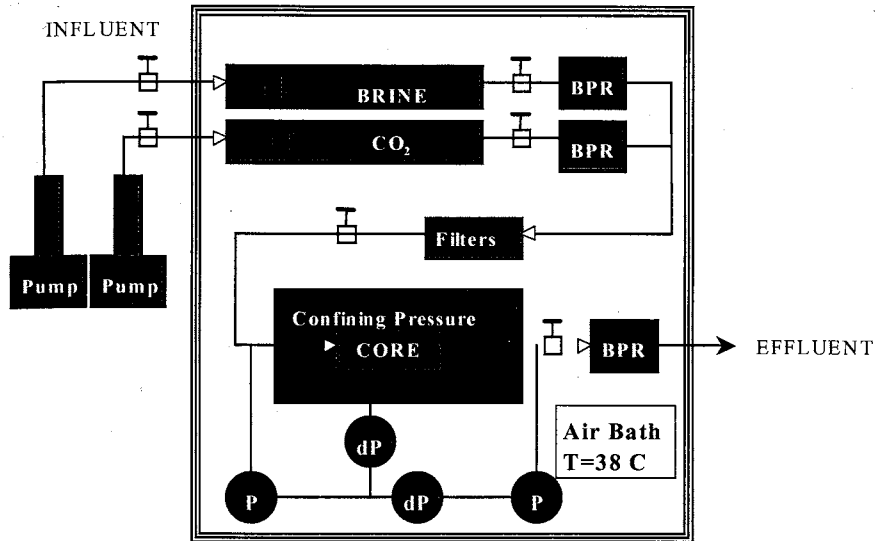 INFLUENT
BRINE
BPR
CO₂
BPR
Filters
Pump
Pump
Confining Pressure
CORE
BPR
EFFLUENT
Air Bath
T=38 C
dP
P
dP
P